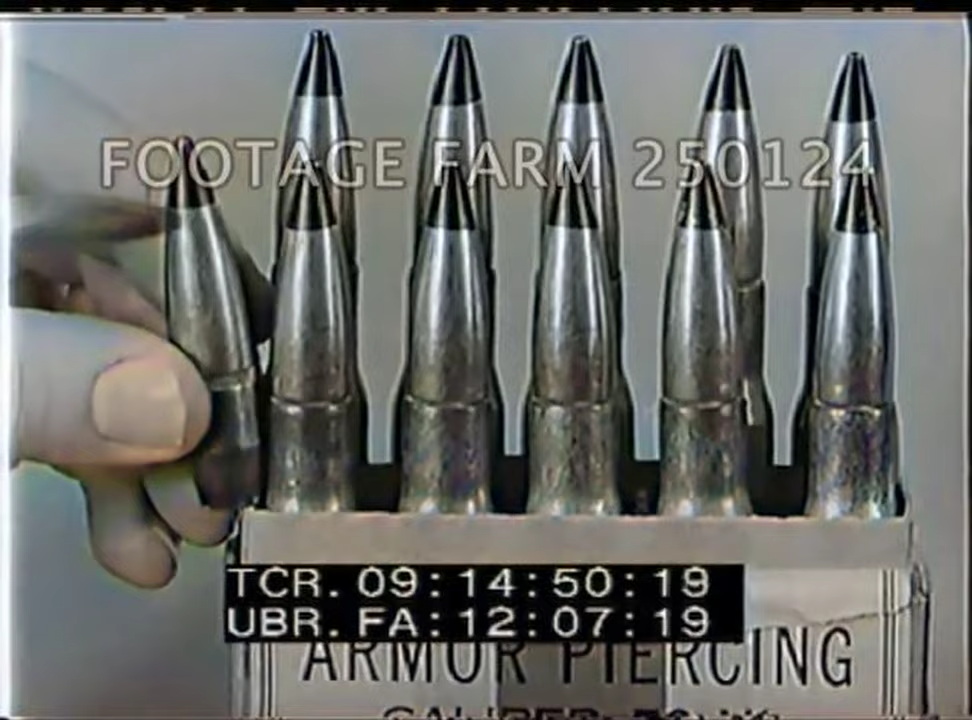 FOOTAGE FARM 250124
TCR. 09:14:50:19
UBR. FA:12:07:19
ARMOR PIERCING